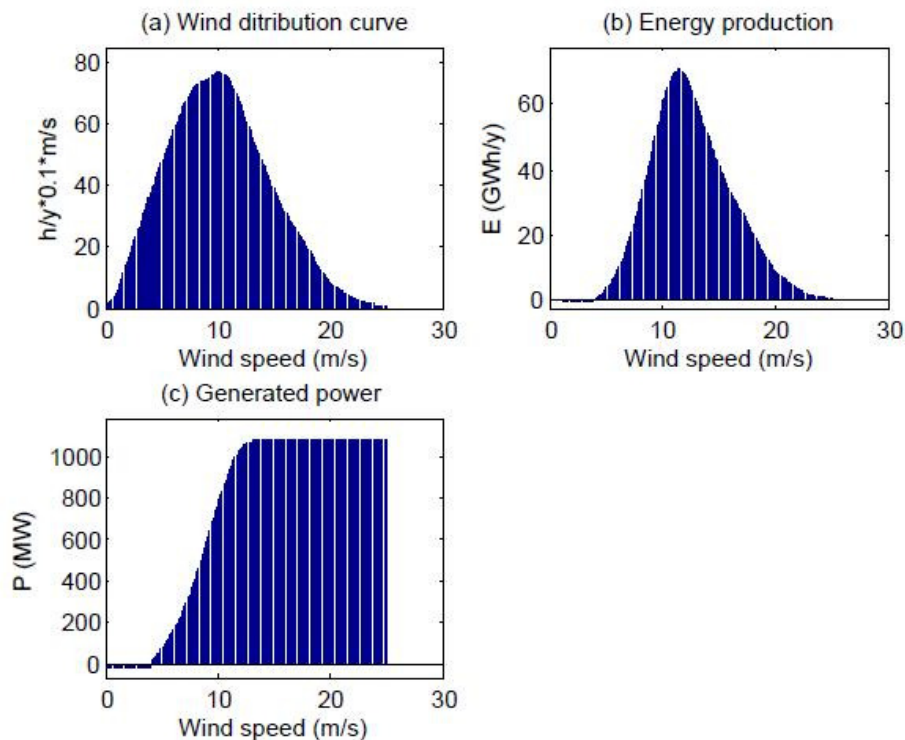 (a) Wind ditribution curve
80
60
40
20
0
h/y*0.1*m/s
0 10 20 30
Wind speed (m/s)
(b) Energy production
60
40
20
0
E (GWh/y)
0 10 20 30
Wind speed (m/s)
(c) Generated power
1000
800
600
400
200
0
P (MW)
0 10 20 30
Wind speed (m/s)